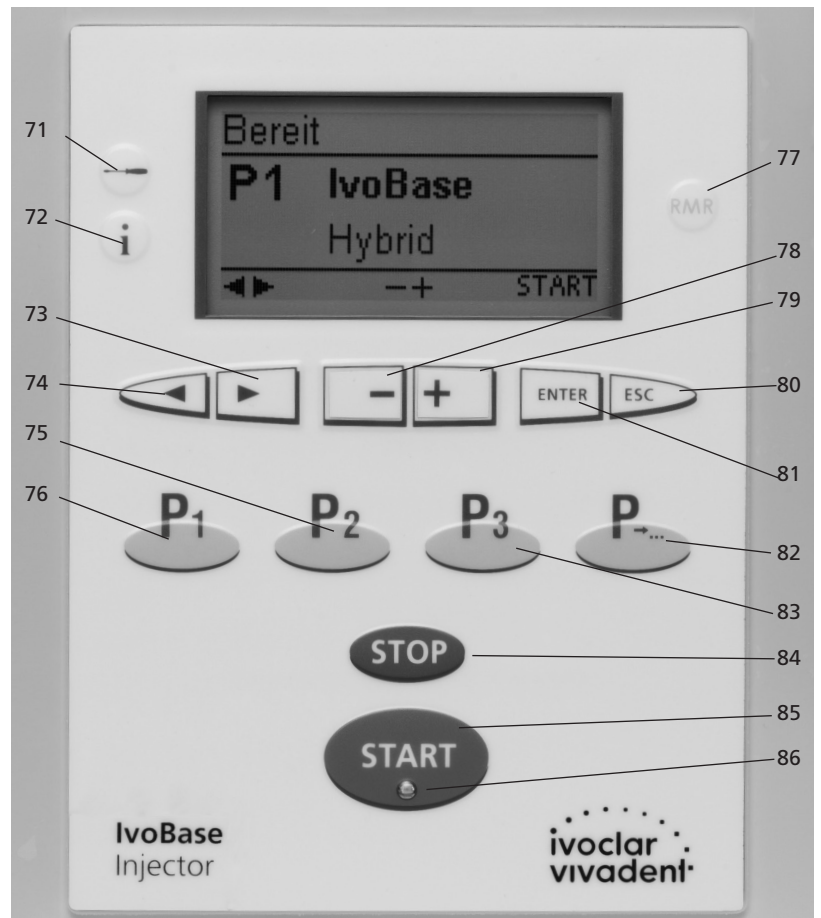 71
72
73
74
75
76
Bereit
P1 IvoBase
Hybrid
◀▶ −+ START
i
RMR
77
78
79
80
81
82
83
84
85
86
◀ ▶ − + ENTER ESC
P1 P2 P3 P→...
STOP
START
IvoBase
Injector
ivoclar
vivadent